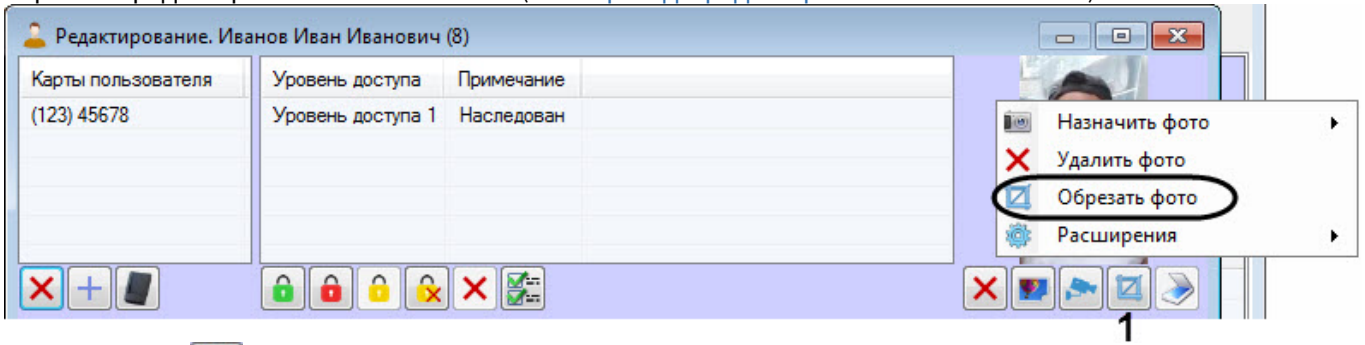 Редактирование. Иванов Иван Иванович (8)
Карты пользователя
Уровень доступа
Примечание
(123) 45678
Уровень доступа 1
Наследован
Назначить фото
Удалить фото
Обрезать фото
Расширения
1